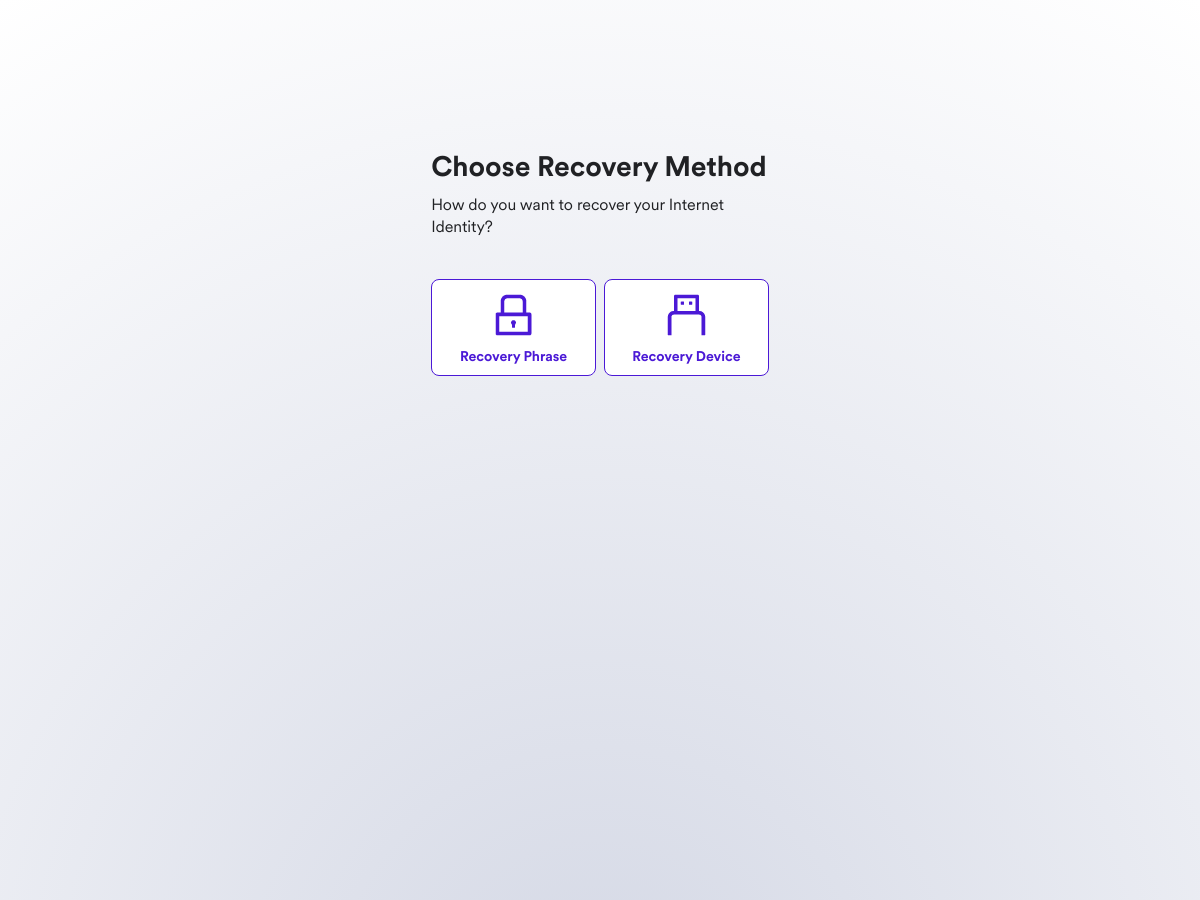 Choose Recovery Method
How do you want to recover your Internet
Identity?
Recovery Phrase
Recovery Device